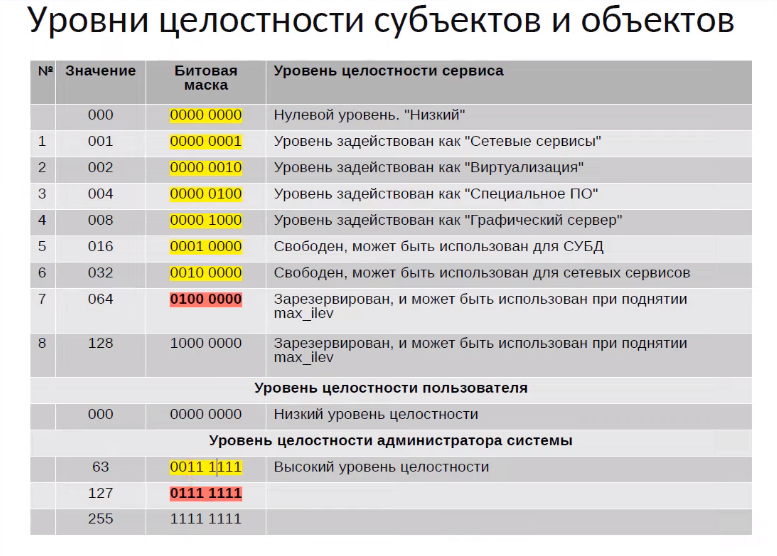 Уровни целостности субъектов и объектов
№ Значение Битовая маска Уровень целостности сервиса
000 0000 0000 Нулевой уровень. "Низкий"
1 001 0000 0001 Уровень задействован как "Сетевые сервисы"
2 002 0000 0010 Уровень задействован как "Виртуализация"
3 004 0000 0100 Уровень задействован как "Специальное ПО"
4 008 0000 1000 Уровень задействован как "Графический сервер"
5 016 0001 0000 Свободен, может быть использован для СУБД
6 032 0010 0000 Свободен, может быть использован для сетевых сервисов
7 064 0100 0000 Зарезервирован, и может быть использован при поднятии
max_ilev
8 128 1000 0000 Зарезервирован, и может быть использован при поднятии
max_ilev
Уровень целостности пользователя
000 0000 0000 Низкий уровень целостности
Уровень целостности администратора системы
63 0011 1111 Высокий уровень целостности
127 0111 1111
255 1111 1111